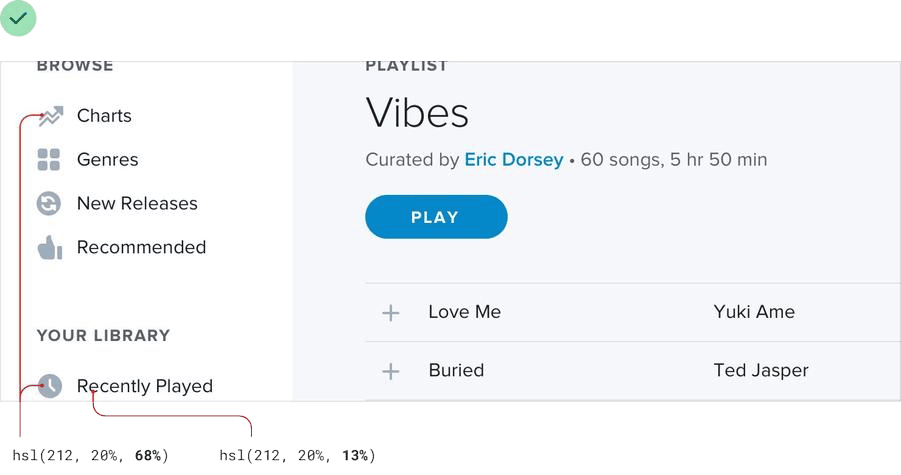 BROWSE
Charts
Genres
New Releases
Recommended
YOUR LIBRARY
Recently Played
PLAYLIST
Vibes
Curated by Eric Dorsey • 60 songs, 5 hr 50 min
PLAY
Love Me Yuki Ame
Buried Ted Jasper
hsl(212, 20%, 68%) hsl(212, 20%, 13%)